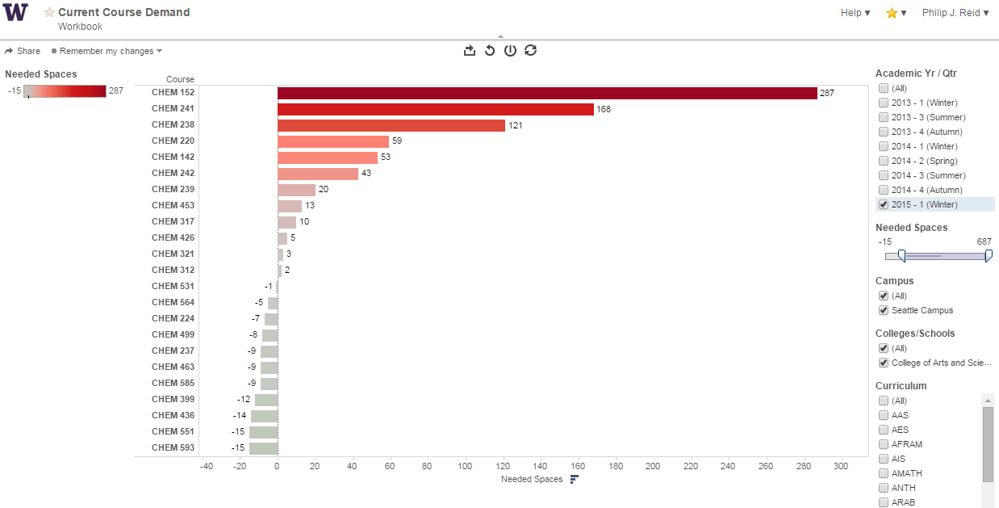 W
Current Course Demand
Workbook
Help ▾
▾
Philip J. Reid ▾
Share
Remember my changes
Needed Spaces
-15 287
Course
CHEM 152 287
CHEM 241 168
CHEM 238 121
CHEM 220 59
CHEM 142 53
CHEM 242 43
CHEM 239 20
CHEM 453 13
CHEM 317 10
CHEM 426 5
CHEM 321 3
CHEM 312 2
CHEM 531 -1
CHEM 564 -5
CHEM 224 -7
CHEM 499 -8
CHEM 237 -9
CHEM 463 -9
CHEM 585 -9
CHEM 399 -12
CHEM 436 -14
CHEM 551 -15
CHEM 593 -15
-40 -20 0 20 40 60 80 100 120 140 160 180 200 220 240 260 280 300
Needed Spaces
Academic Yr / Qtr
(All)
2013 - 1 (Winter)
2013 - 3 (Summer)
2013 - 4 (Autumn)
2014 - 1 (Winter)
2014 - 2 (Spring)
2014 - 3 (Summer)
2014 - 4 (Autumn)
2015 - 1 (Winter)
Needed Spaces
-15 687
Campus
(All)
Seattle Campus
Colleges/Schools
(All)
College of Arts and Scie...
Curriculum
(All)
AAS
AES
AFRAM
AIS
AMATH
ANTH
ARAB